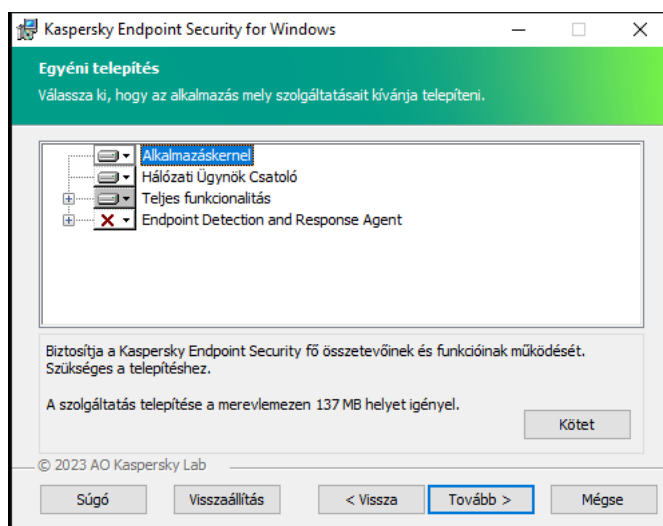 Kaspersky Endpoint Security for Windows
Egyéni telepítés
Válassza ki, hogy az alkalmazás mely szolgáltatásait kívánja telepíteni.
Alkalmazáskernel
Hálózati Ügynök Csatoló
Teljes funkcionalitás
Endpoint Detection and Response Agent
Biztosítja a Kaspersky Endpoint Security fő összetevőinek és funkcióinak működését.
Szükséges a telepítéshez.
A szolgáltatás telepítése a merevlemezen 137 MB helyet igényel.
Kötet
© 2023 AO Kaspersky Lab
Súgó Visszaállítás < Vissza Tovább > Mégse